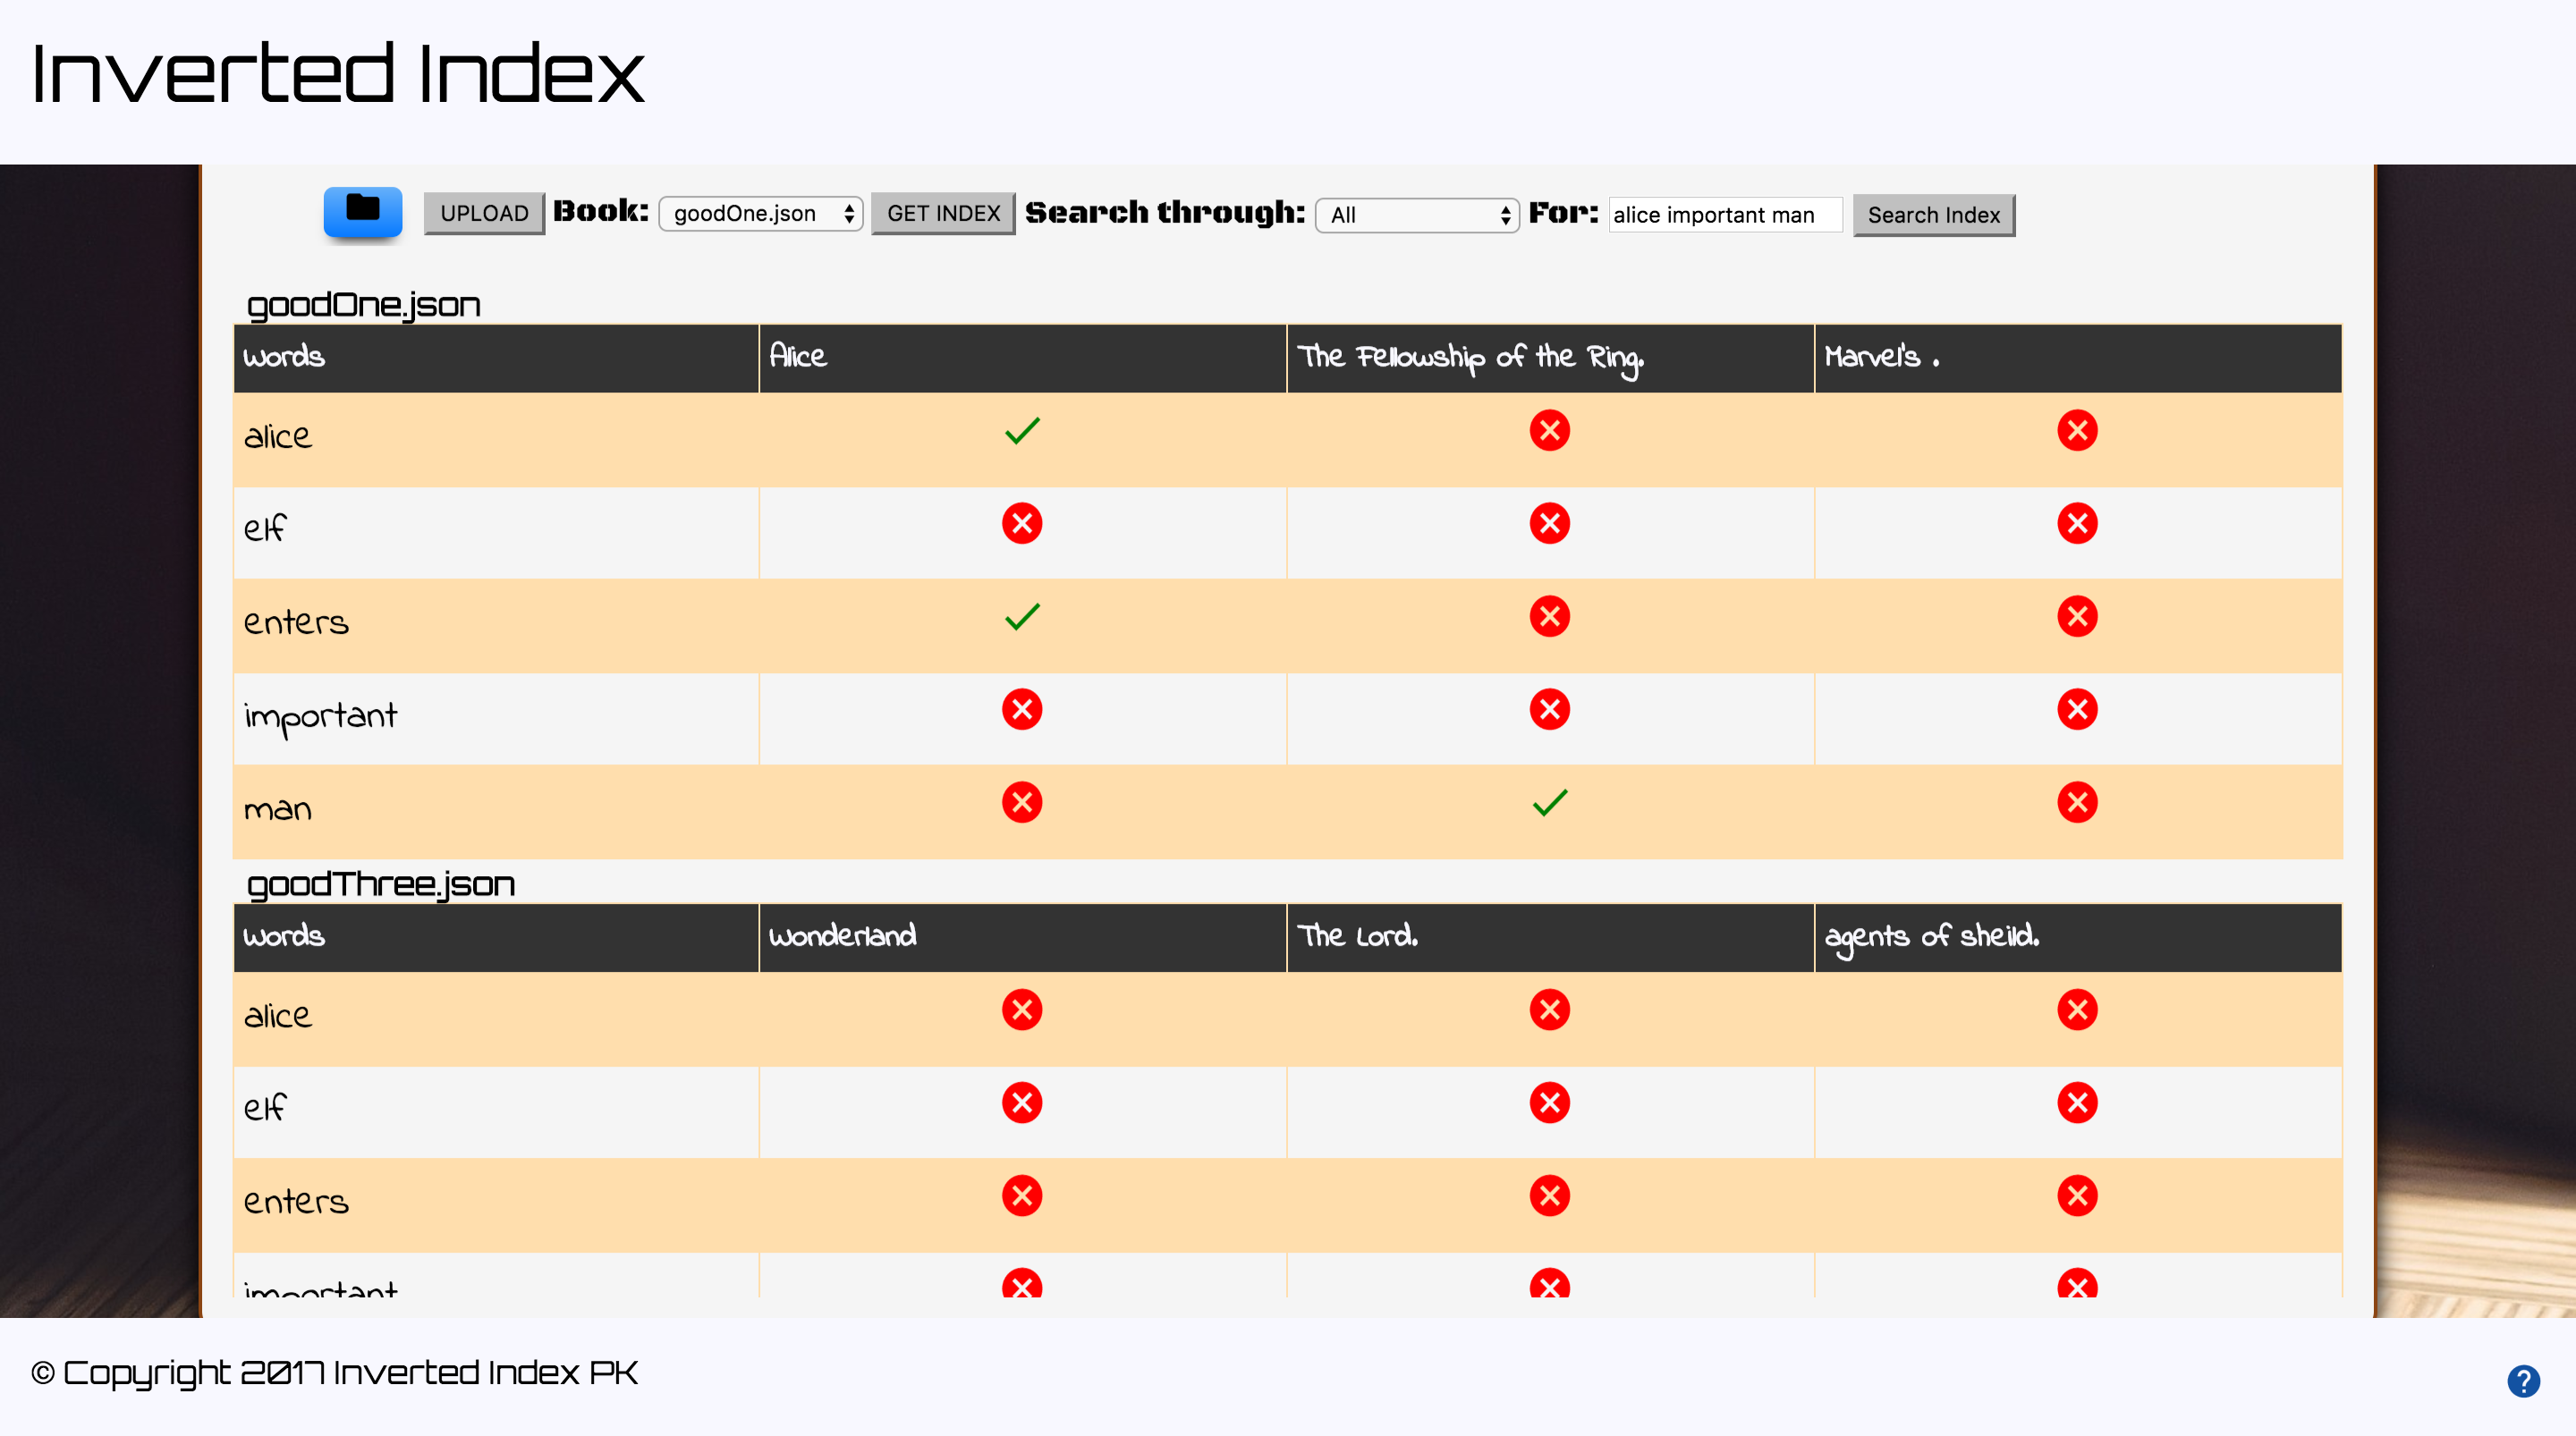 Inverted Index
UPLOAD Book: goodOne.json GET INDEX Search through: All For: alice important man Search Index
goodOne.json
words Alice The Fellowship of the Ring. Marvel's .
alice
elf
enters
important
man
goodThree.json
words wonderland The Lord. agents of sheild.
alice
elf
enters
important
© Copyright 2017 Inverted Index PK
?